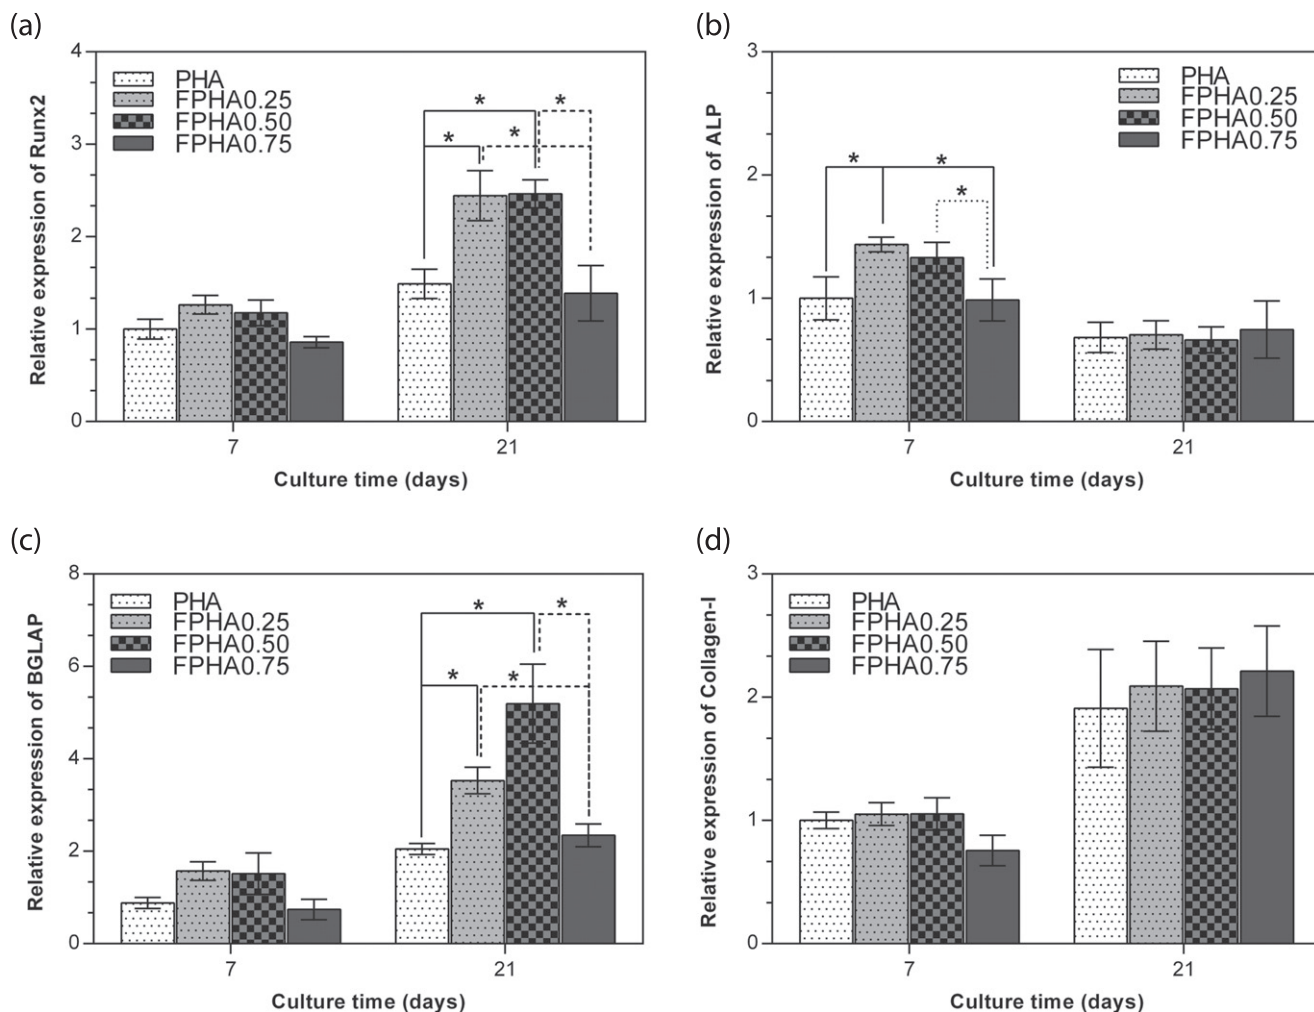 (a)
Relative expression of Runx2
4
3
2
1
0
PHA
FPHA0.25
FPHA0.50
FPHA0.75
* *
* *
7 21
Culture time (days)
(b)
Relative expression of ALP
3
2
1
0
PHA
FPHA0.25
FPHA0.50
FPHA0.75
* *
*
7 21
Culture time (days)
(c)
Relative expression of BGLAP
8
6
4
2
0
PHA
FPHA0.25
FPHA0.50
FPHA0.75
* *
* *
7 21
Culture time (days)
(d)
Relative expression of Collagen-I
3
2
1
0
PHA
FPHA0.25
FPHA0.50
FPHA0.75
7 21
Culture time (days)